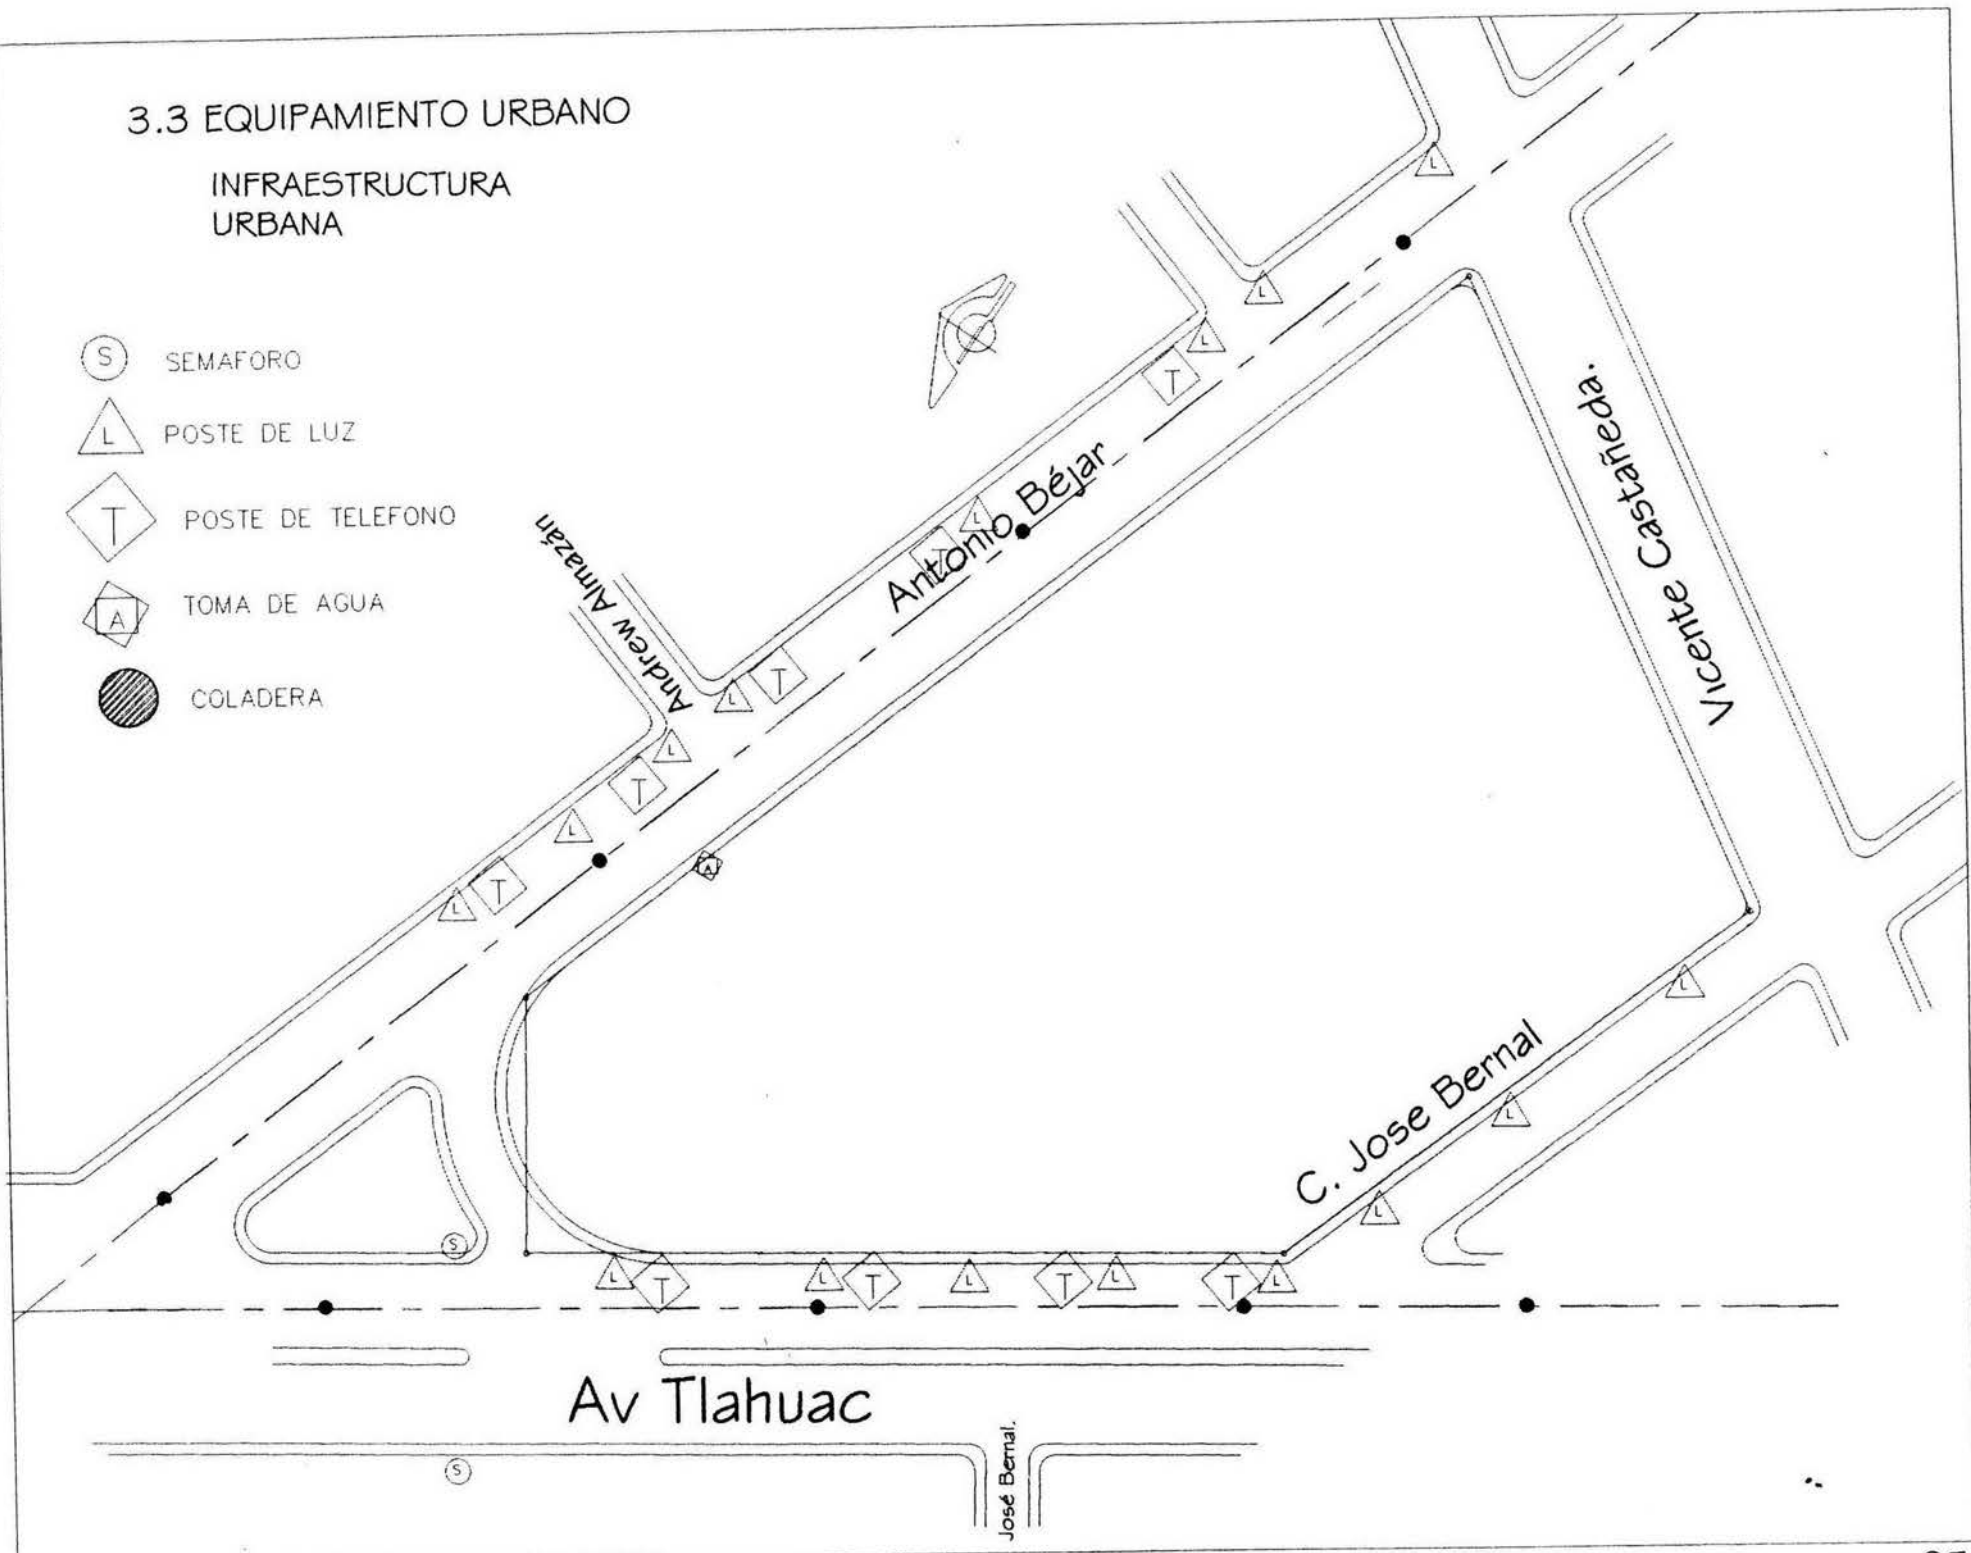 3.3 EQUIPAMIENTO URBANO
INFRAESTRUCTURA
URBANA
S SEMAFORO
L POSTE DE LUZ
T POSTE DE TELEFONO
A TOMA DE AGUA
COLADERA
L
L
L
T
Vicente Castañeda.
Antonio Béjar
L
T
Andrew Almazán
L
T
L
T
L
T
L
A
L
C. Jose Bernal
L
L
S
L
T
L
T
L
T
L
T
L
Av Tlahuac
José Bernal.
S